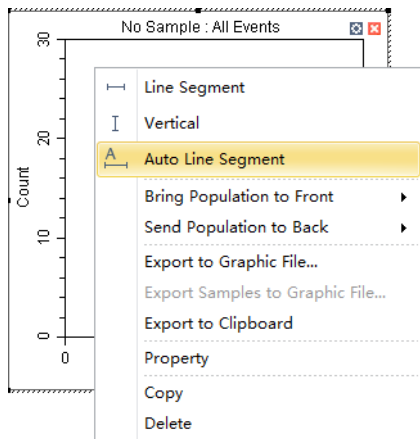 No Sample : All Events
30
20
Count
10
0
0
Line Segment
Vertical
A
Auto Line Segment
Bring Population to Front
Send Population to Back
Export to Graphic File...
Export Samples to Graphic File...
Export to Clipboard
Property
Copy
Delete